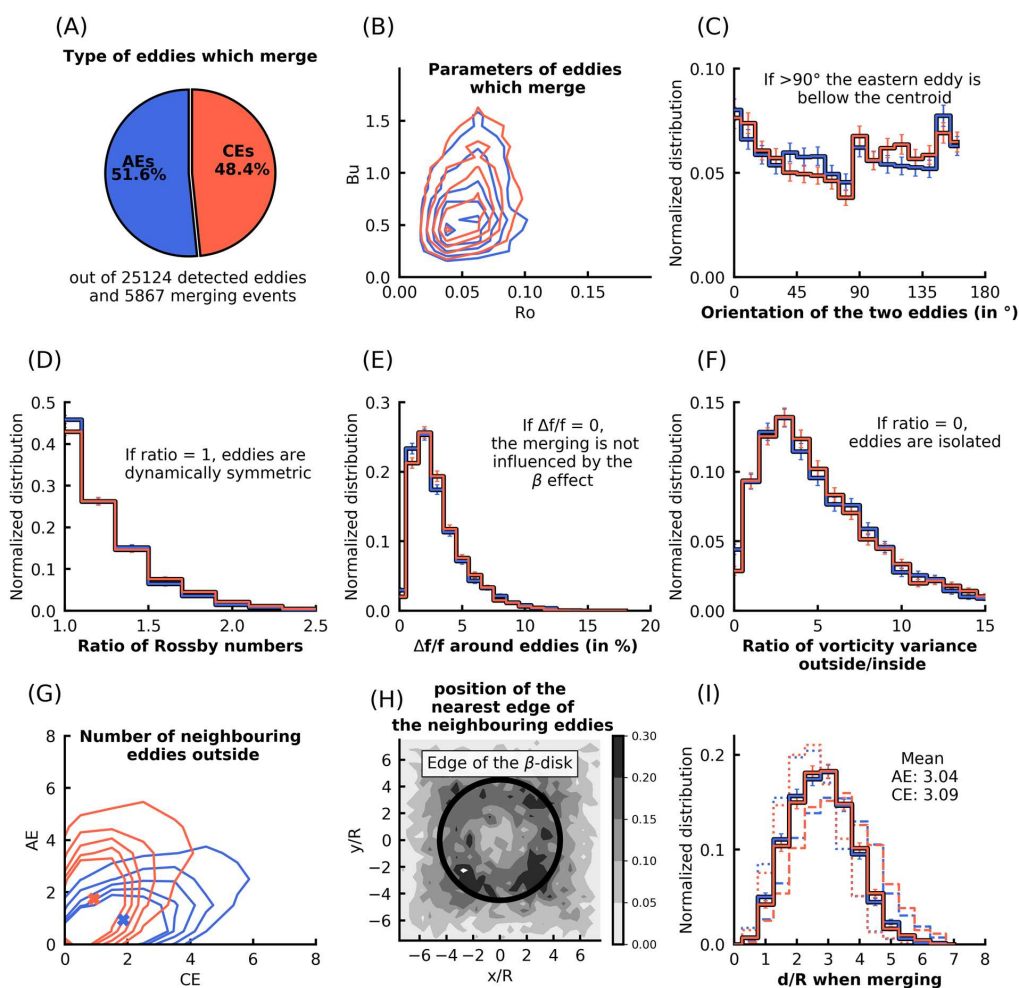 (A)
Type of eddies which merge
AEs
51.6%
CEs
48.4%
out of 25124 detected eddies
and 5867 merging events
(B)
Parameters of eddies
which merge
Bu
1.5
1.0
0.5
0.0
0.00 0.05 0.10 0.15
Ro
(C)
If >90° the eastern eddy is
bellow the centroid
Normalized distribution
0.10
0.05
0.00
0 45 90 135 180
Orientation of the two eddies (in °)
(D)
If ratio = 1, eddies are
dynamically symmetric
Normalized distribution
0.5
0.4
0.3
0.2
0.1
0.0
1.0 1.5 2.0 2.5
Ratio of Rossby numbers
(E)
If Δf/f = 0,
the merging is not
influenced by the
β effect
Normalized distribution
0.3
0.2
0.1
0.0
0 5 10 15 20
Δf/f around eddies (in %)
(F)
If ratio = 0,
eddies are isolated
Normalized distribution
0.15
0.10
0.05
0.00
0 5 10 15
Ratio of vorticity variance
outside/inside
(G)
Number of neighbouring
eddies outside
AE
8
6
4
2
0
0 2 4 6 8
CE
(H)
position of the
nearest edge of
the neighbouring eddies
Edge of the β-disk
y/R
6
4
2
0
−2
−4
−6
−6 −4 −2 0 2 4 6
x/R
0.30
0.20
0.15
0.10
0.05
0.00
(I)
Mean
AE: 3.04
CE: 3.09
Normalized distribution
0.2
0.1
0.0
0 1 2 3 4 5 6 7 8
d/R when merging